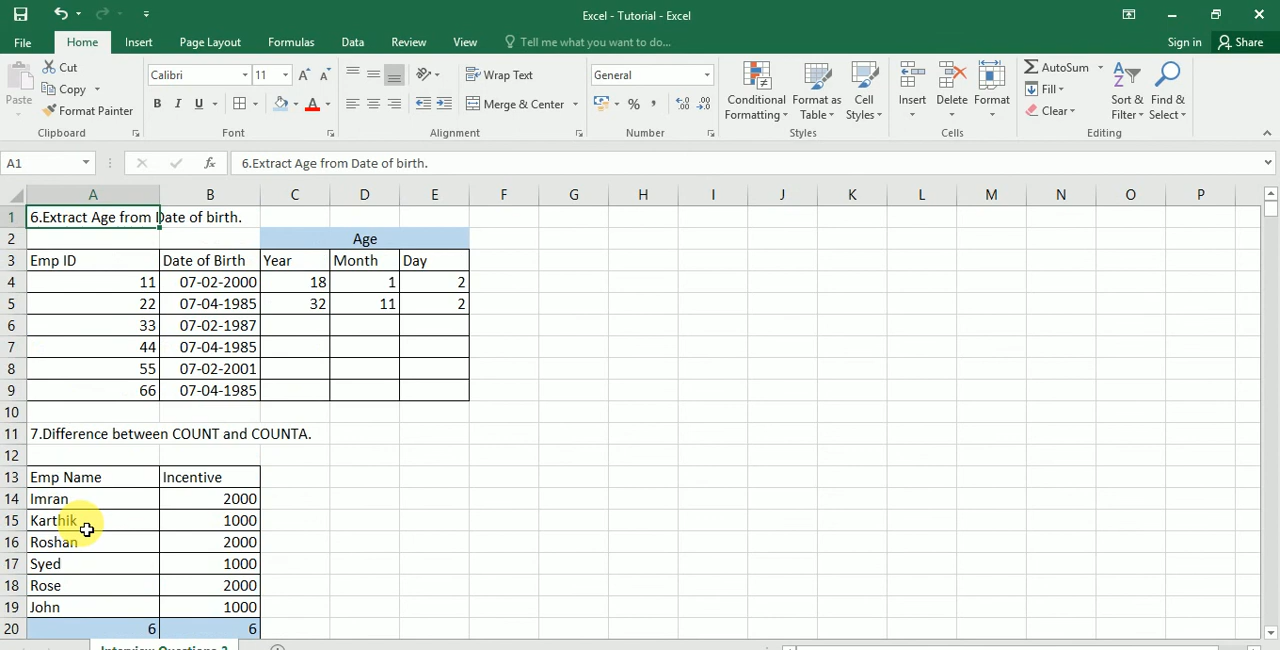 Excel - Tutorial - Excel
File Home Insert Page Layout Formulas Data Review View Tell me what you want to do... Sign in Share
Paste Cut Copy Format Painter Clipboard
Calibri 11 B I U Font
Wrap Text Merge & Center Alignment
General % , Number
Conditional Formatting Format as Table Cell Styles Styles
Insert Delete Format Cells
AutoSum Fill Clear Sort & Filter Find & Select Editing
A1 fx 6.Extract Age from Date of birth.
A B C D E F G H I J K L M N O P
1 6.Extract Age from Date of birth.
2 Age
3 Emp ID Date of Birth Year Month Day
4 11 07-02-2000 18 1 2
5 22 07-04-1985 32 11 2
6 33 07-02-1987
7 44 07-04-1985
8 55 07-02-2001
9 66 07-04-1985
10
11 7.Difference between COUNT and COUNTA.
12
13 Emp Name Incentive
14 Imran 2000
15 Karthik 1000
16 Roshan 2000
17 Syed 1000
18 Rose 2000
19 John 1000
20 6 6